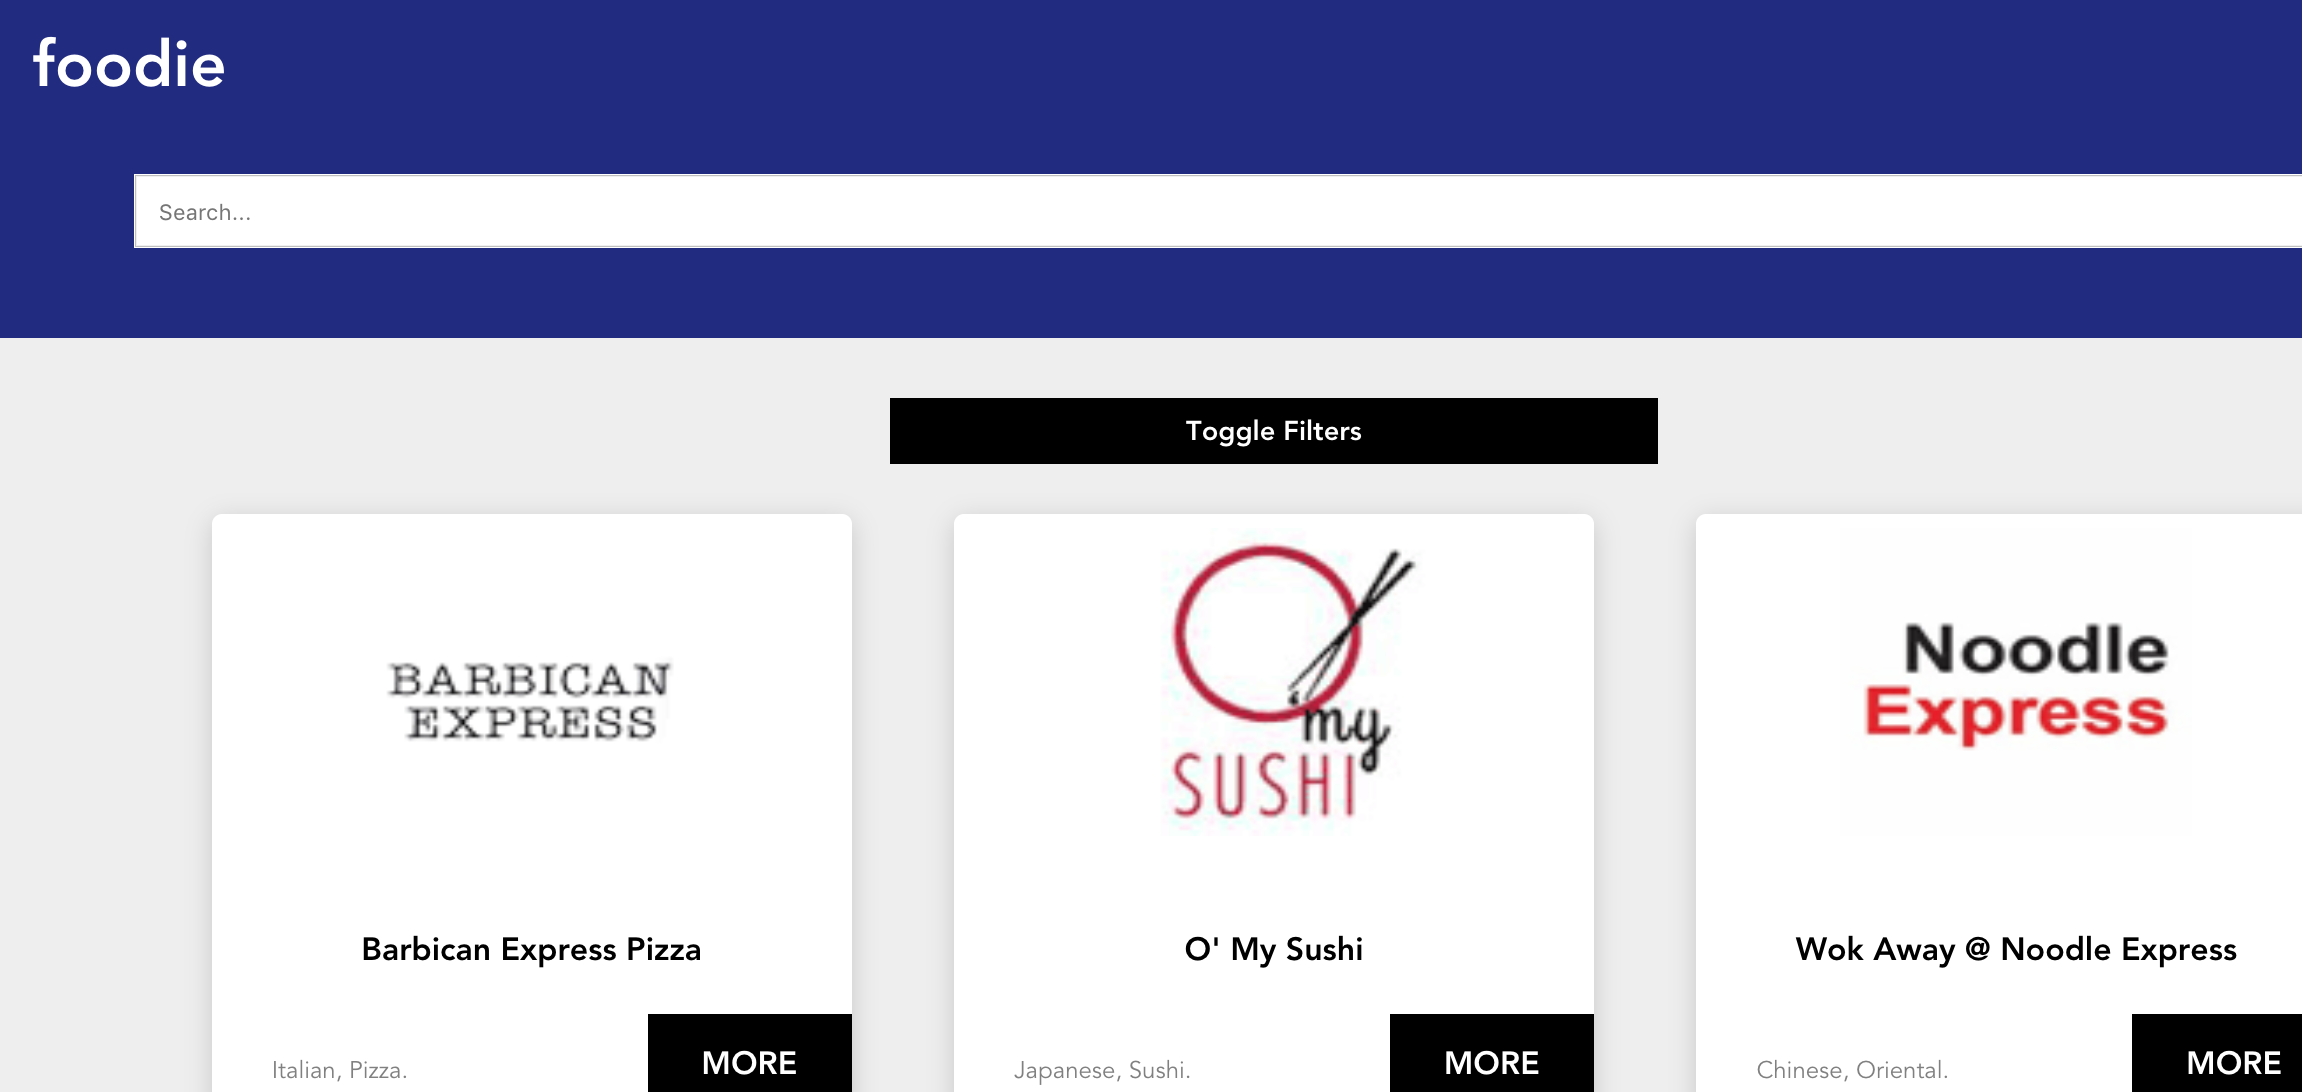 foodie
Search...
Toggle Filters
BARBICAN
EXPRESS
O'my
SUSHI
Noodle
Express
Barbican Express Pizza
O' My Sushi
Wok Away @ Noodle Express
Italian, Pizza.
MORE
Japanese, Sushi.
MORE
Chinese, Oriental.
MORE